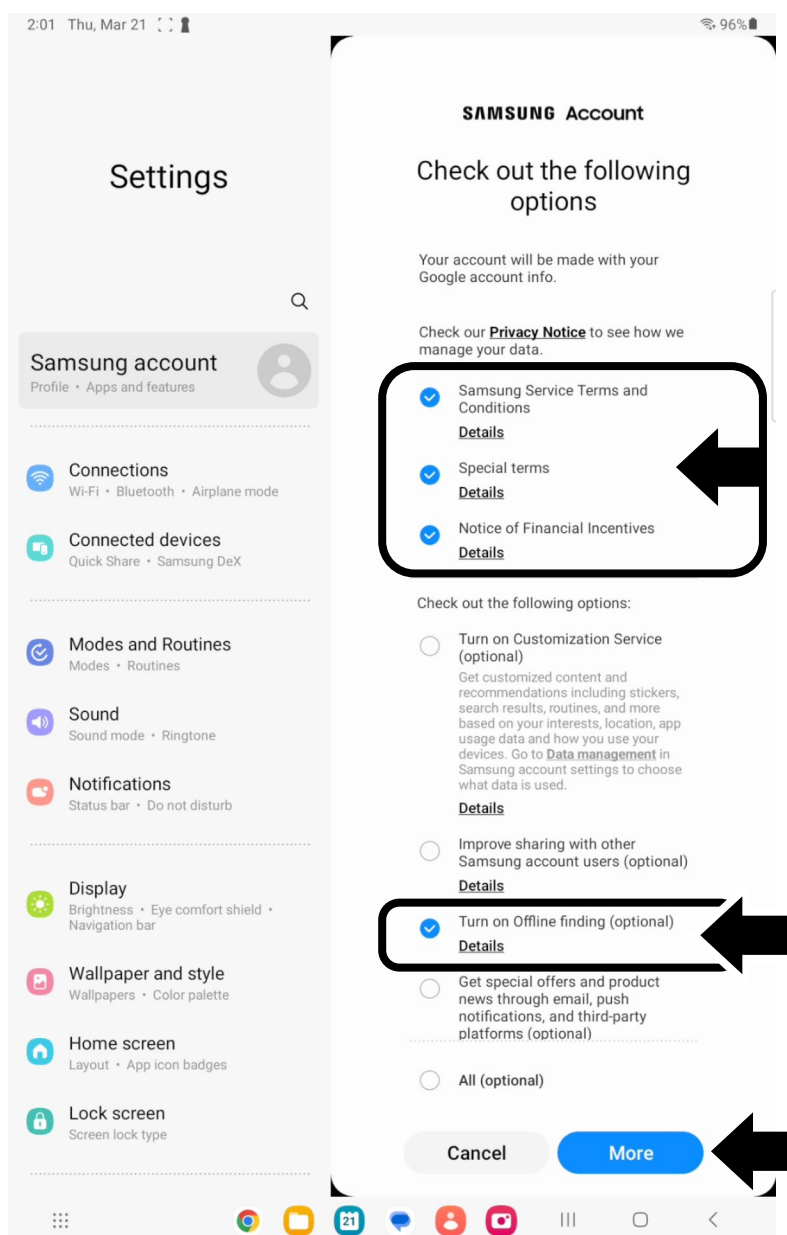 2:01 Thu, Mar 21
96%
Settings
Samsung account
Profile • Apps and features
Connections
Wi-Fi • Bluetooth • Airplane mode
Connected devices
Quick Share • Samsung DeX
Modes and Routines
Modes • Routines
Sound
Sound mode • Ringtone
Notifications
Status bar • Do not disturb
Display
Brightness • Eye comfort shield •
Navigation bar
Wallpaper and style
Wallpapers • Color palette
Home screen
Layout • App icon badges
Lock screen
Screen lock type
SAMSUNG Account
Check out the following
options
Your account will be made with your
Google account info.
Check our Privacy Notice to see how we
manage your data.
Samsung Service Terms and
Conditions
Details
Special terms
Details
Notice of Financial Incentives
Details
Check out the following options:
Turn on Customization Service
(optional)
Get customized content and
recommendations including stickers,
search results, routines, and more
based on your interests, location, app
usage data and how you use your
devices. Go to Data management in
Samsung account settings to choose
what data is used.
Details
Improve sharing with other
Samsung account users (optional)
Details
Turn on Offline finding (optional)
Details
Get special offers and product
news through email, push
notifications, and third-party
platforms (optional)
All (optional)
Cancel
More
21